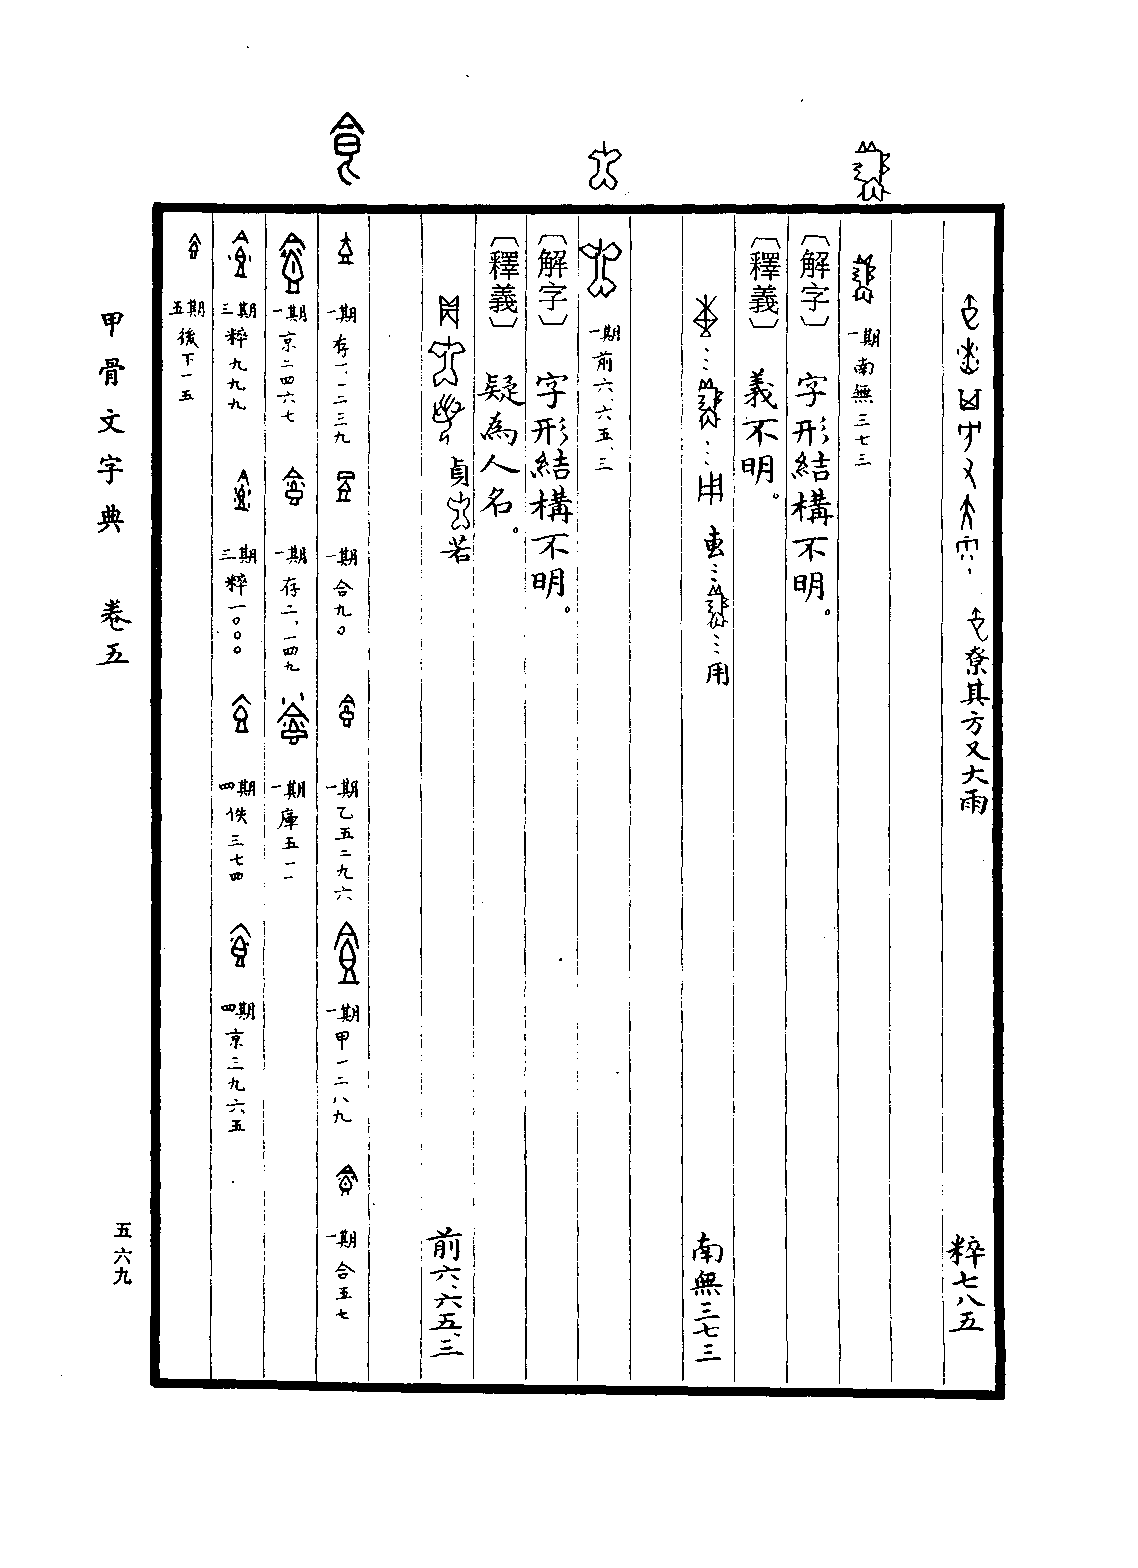 尞其方又大雨
粹七八五
一期南無三七三
〔解字〕 字形結構不明。
〔釋義〕 義不明。
叀…用
南無三七三
一期前六、六五、三
〔解字〕 字形結構不明。
〔釋義〕 疑為人名。
貞 若
前六、六五、三
食
一期存一、二二三九
一期合九〇
一期乙五二九六
一期甲一二八九
一期合五七
一期京二四六七
一期存二、一四九
一期庫五一一
三期粹九九九
三期粹一〇〇〇
四期佚三七四
四期京三九六五
五期後下一五
甲骨文字典 卷五
五六九